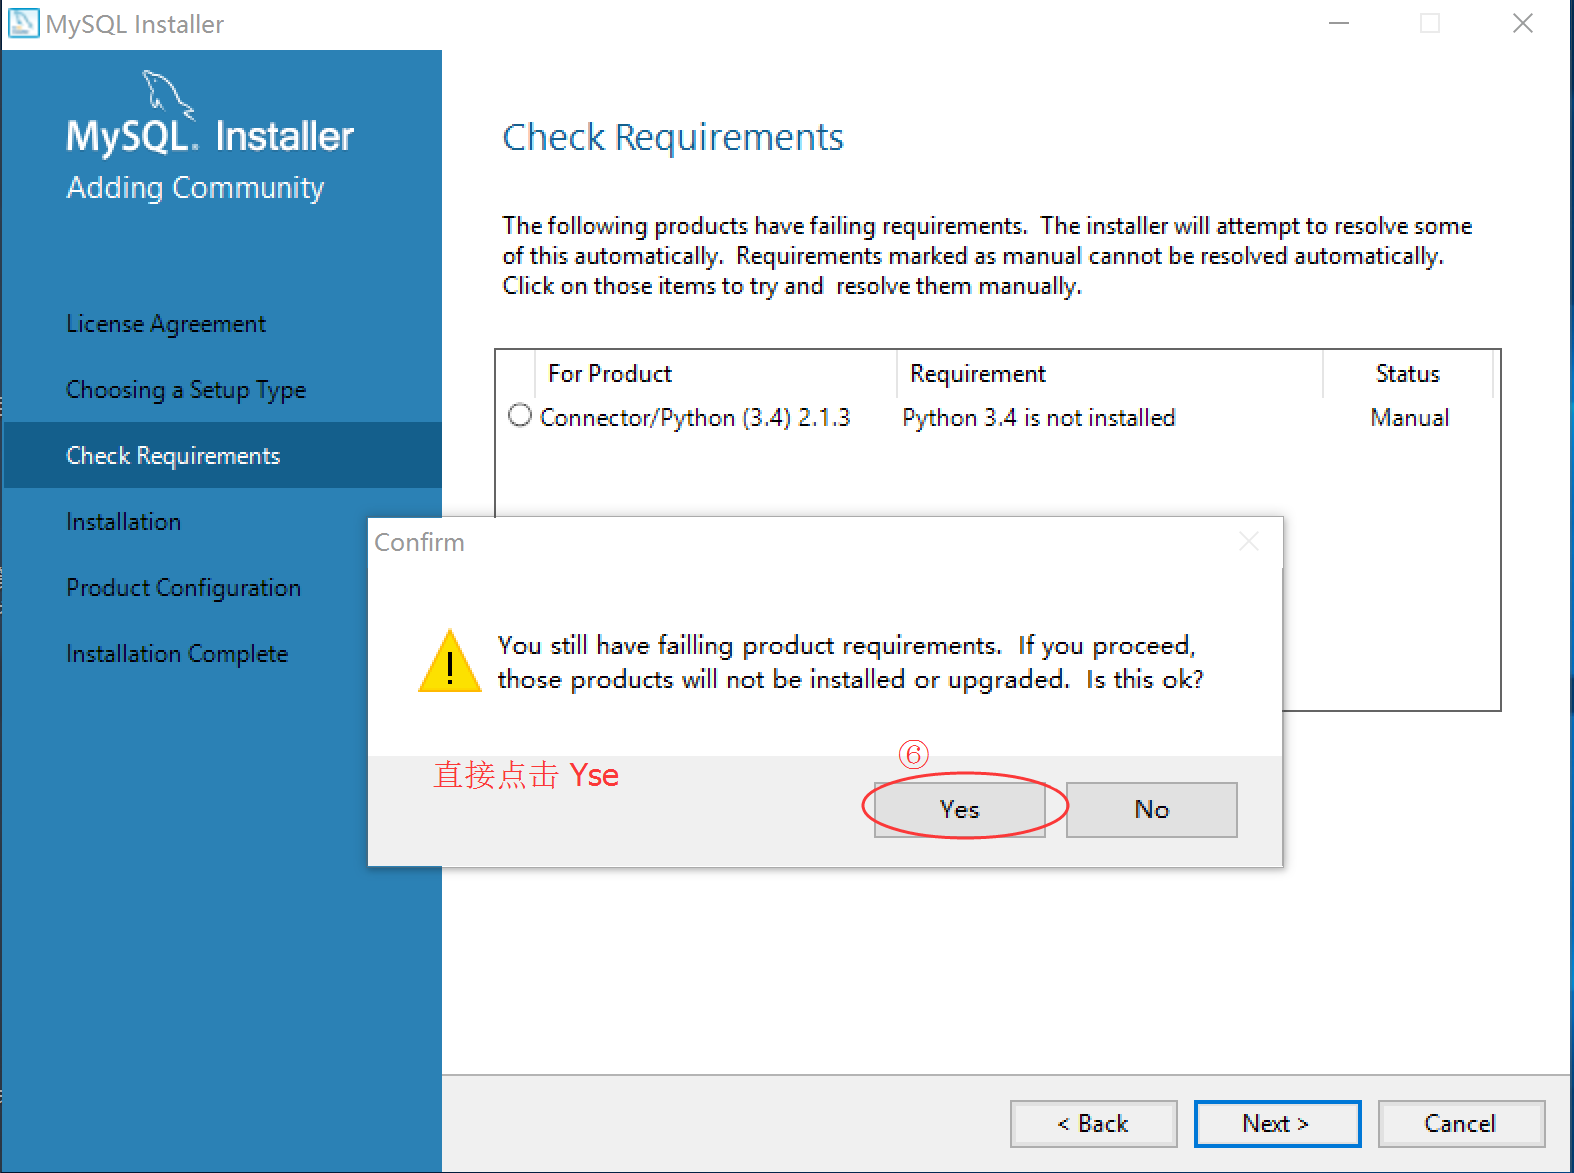 MySQL Installer
MySQL. Installer
Adding Community
License Agreement
Choosing a Setup Type
Check Requirements
Installation
Product Configuration
Installation Complete
Check Requirements
The following products have failing requirements.  The installer will attempt to resolve some
of this automatically.  Requirements marked as manual cannot be resolved automatically.
Click on those items to try and  resolve them manually.
For Product Requirement Status
Connector/Python (3.4) 2.1.3 Python 3.4 is not installed Manual
Confirm
You still have failling product requirements.  If you proceed,
those products will not be installed or upgraded.  Is this ok?
⑥
直接点击 Yse
Yes No
< Back Next > Cancel